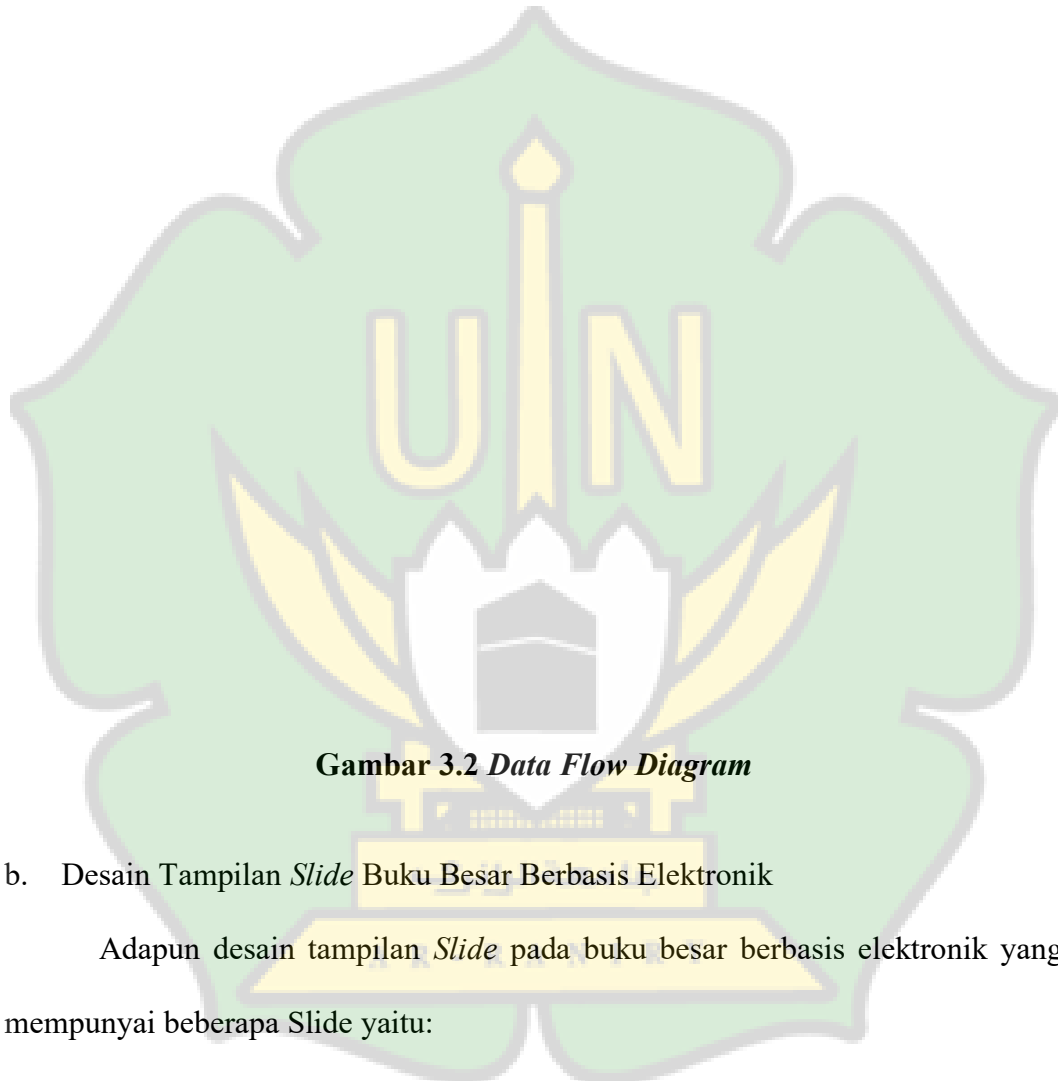 UIN
Gambar 3.2 Data Flow Diagram
b. Desain Tampilan Slide Buku Besar Berbasis Elektronik
A R - R A N I R Y
Adapun desain tampilan Slide pada buku besar berbasis elektronik yang
mempunyai beberapa Slide yaitu: